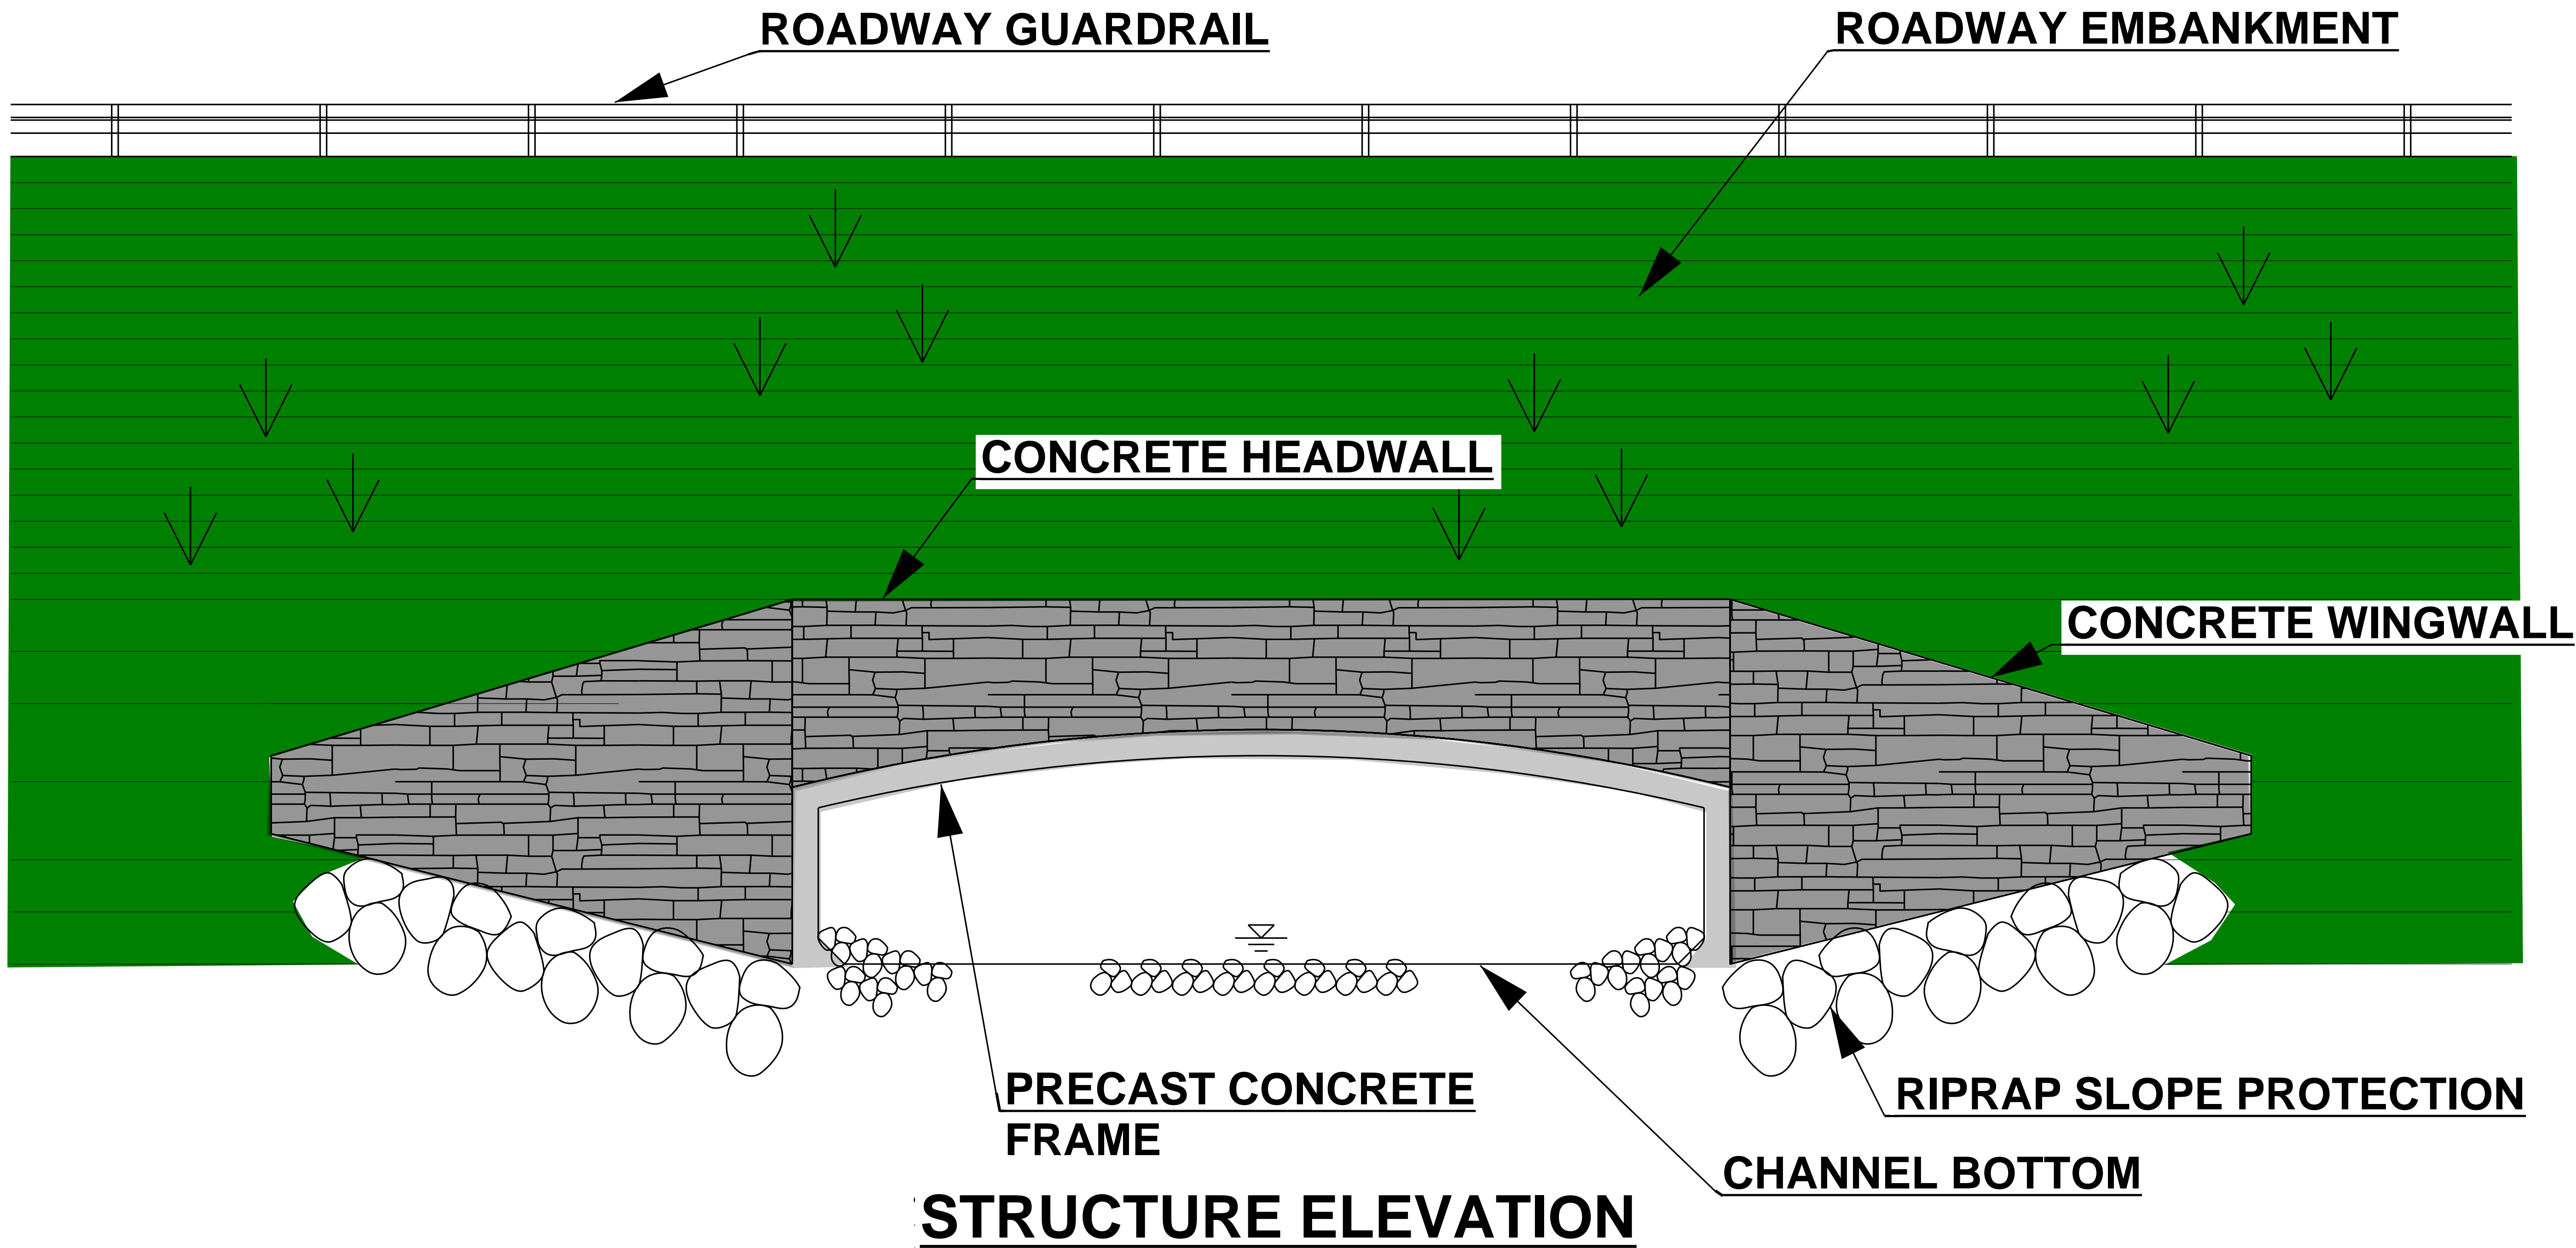 ROADWAY GUARDRAIL
ROADWAY EMBANKMENT
CONCRETE HEADWALL
CONCRETE WINGWALL
PRECAST CONCRETE
FRAME
RIPRAP SLOPE PROTECTION
CHANNEL BOTTOM
STRUCTURE ELEVATION